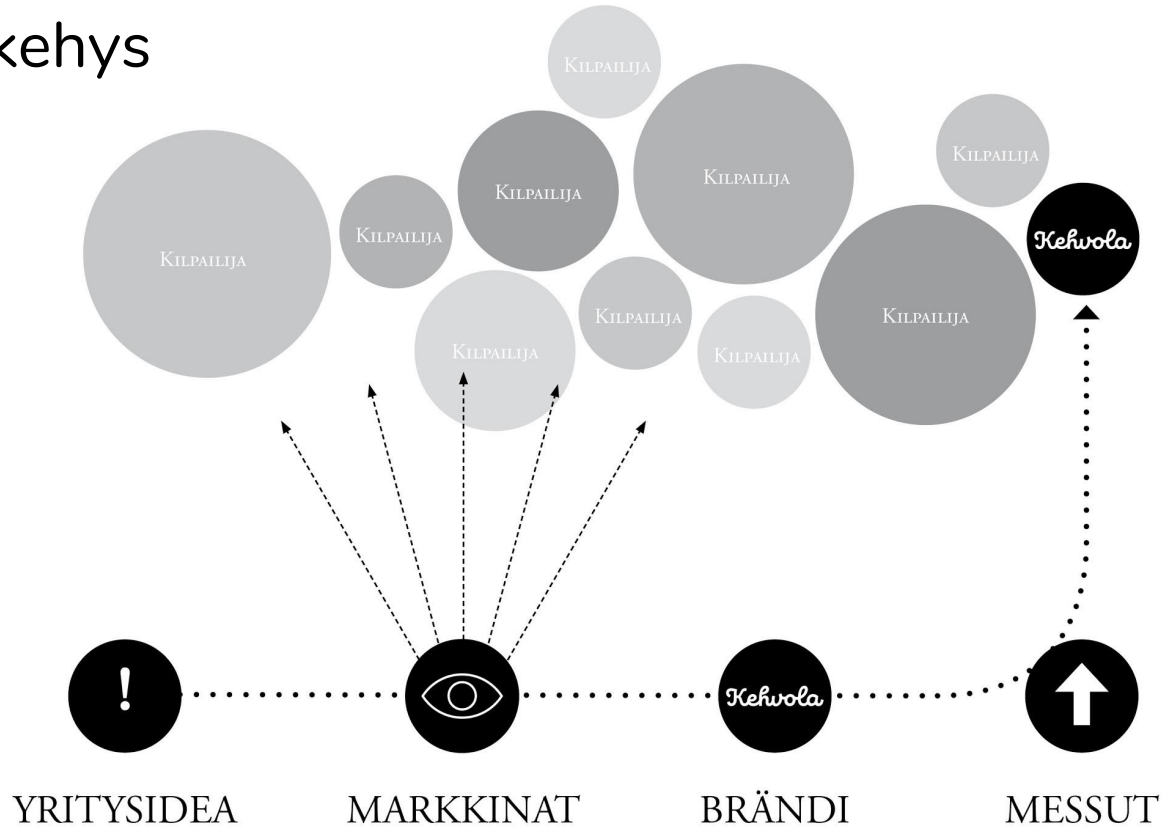 kehys
Kilpailija
Kilpailija
Kilpailija
Kilpailija
Kilpailija
Kehvola
Kilpailija
Kilpailija
Kilpailija
Kilpailija
Kilpailija
!
Kehvola
YRITYSIDEA
MARKKINAT
BRÄNDI
MESSUT